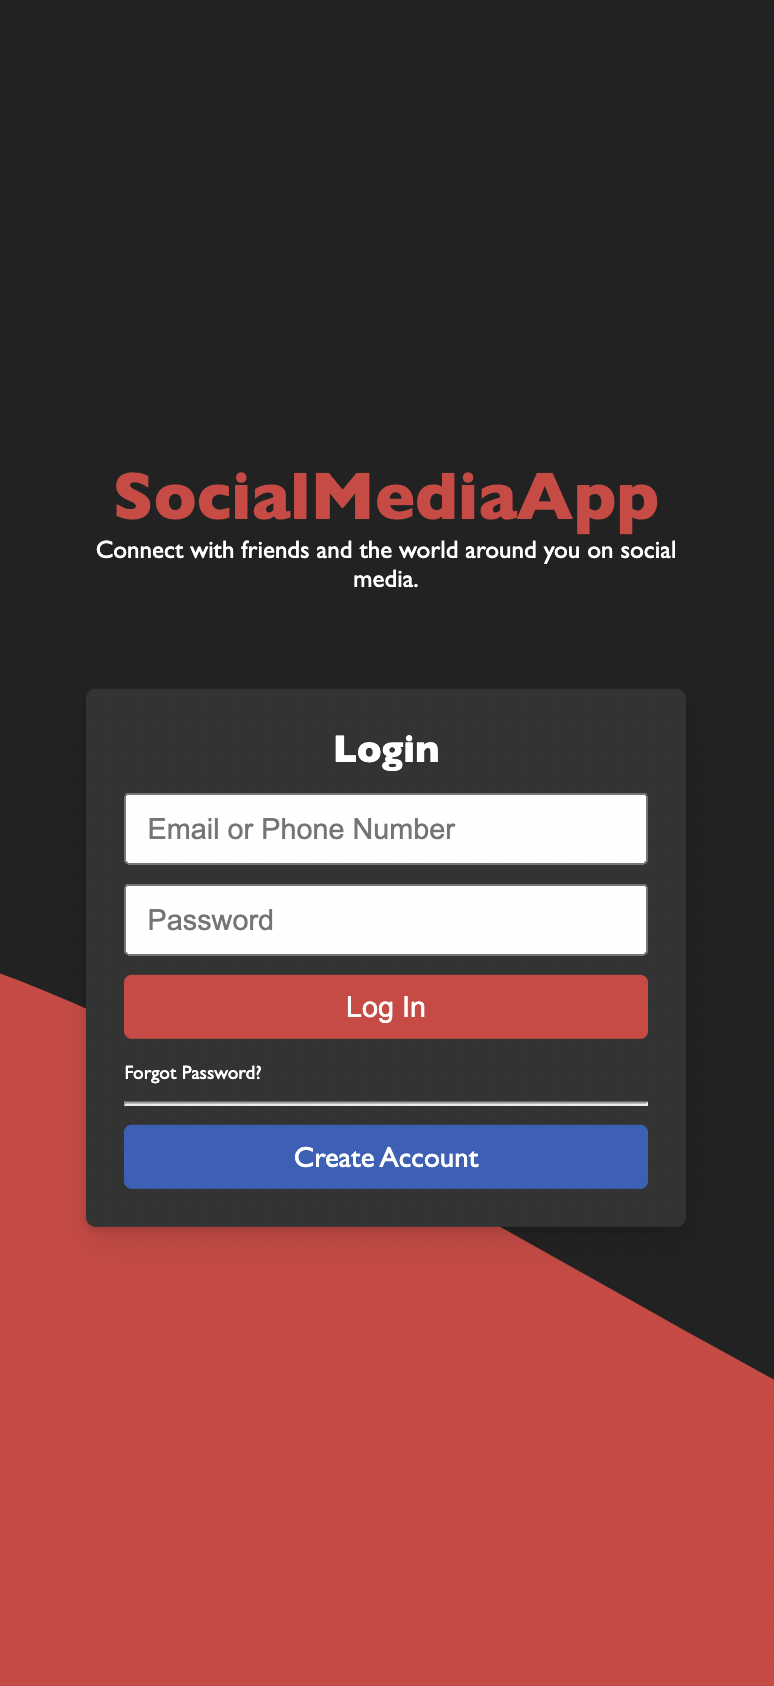 SocialMediaApp
Connect with friends and the world around you on social
media.
Login
Email or Phone Number
Password
Log In
Forgot Password?
Create Account